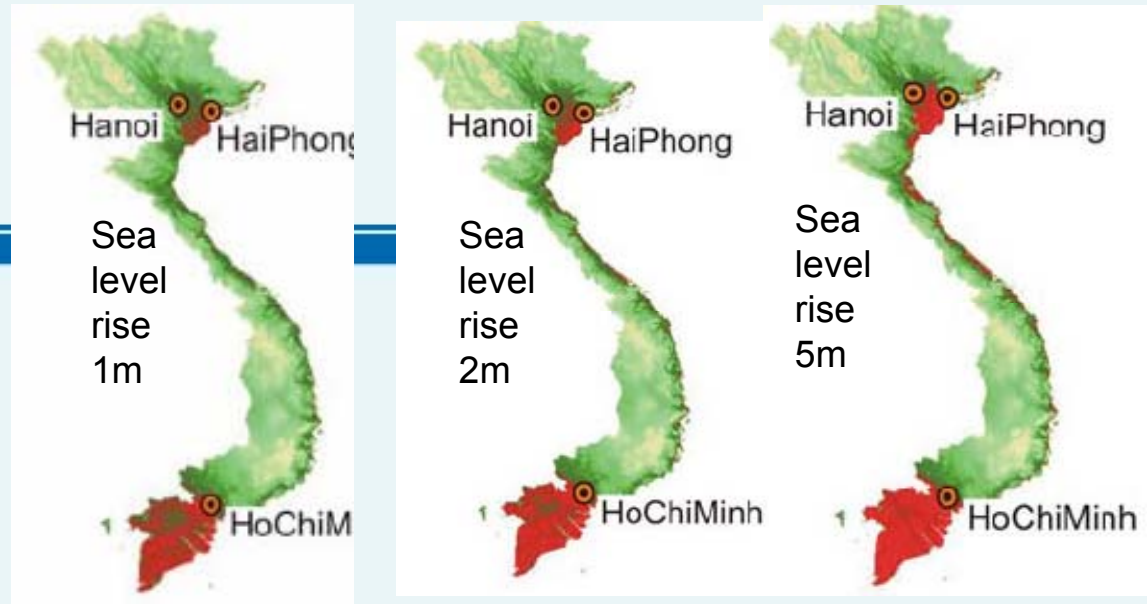 Hanoi
HaiPhong
Sea
level
rise
1m
HoChiM
Hanoi
HaiPhong
Sea
level
rise
2m
HoChiMinh
Hanoi
HaiPhong
Sea
level
rise
5m
HoChiMinh